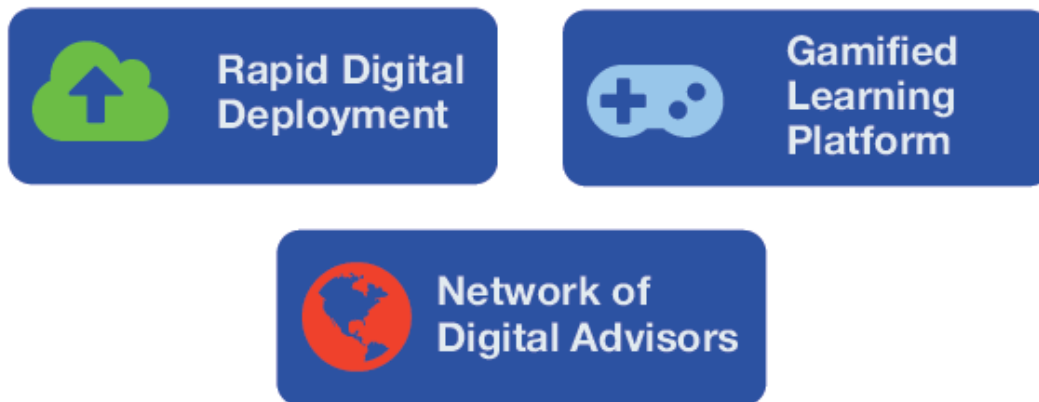 Rapid Digital
Deployment
Gamified
Learning
Platform
Network of
Digital Advisors